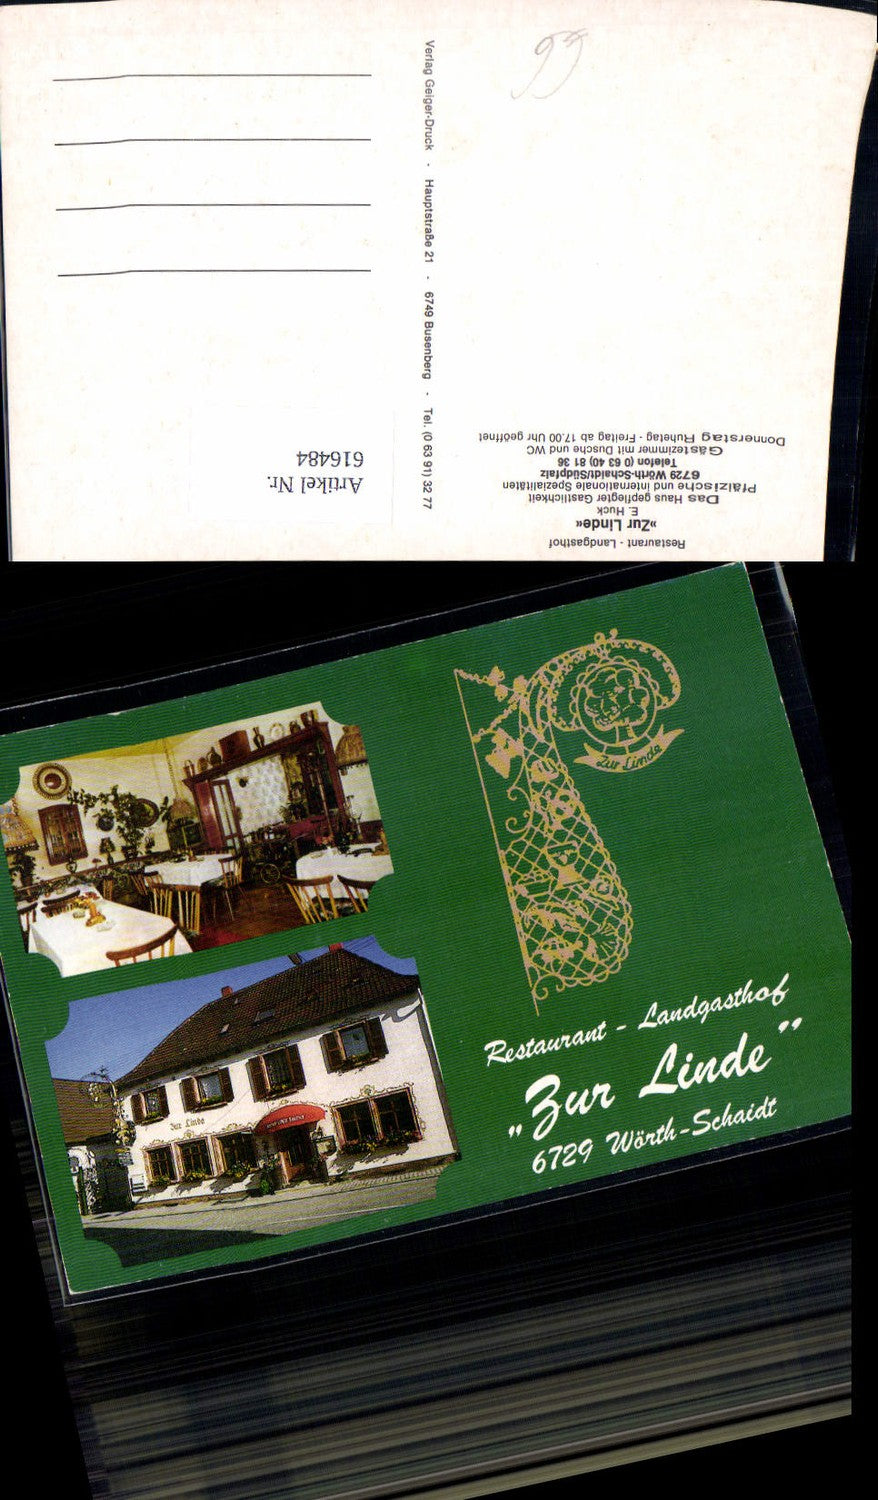 Restaurant - Landgasthof
»Zur Linde«
E. Huck
Das Haus gepflegter Gastlichkeit
Pfälzische und internationale Spezialitäten
6729 Wörth-Schaidt/Südpfalz
Telefon (0 63 40) 81 36
Gästezimmer mit Dusche und WC
Donnerstag Ruhetag · Freitag ab 17.00 Uhr geöffnet
Verlag Geiger-Druck - Hauptstraße 21 - 6749 Busenberg - Tel. (0 63 91) 32 77
Artikel Nr.
616484
Zur Linde
Zur Linde
Restaurant - Landgasthof
„Zur Linde”
6729 Wörth-Schaidt